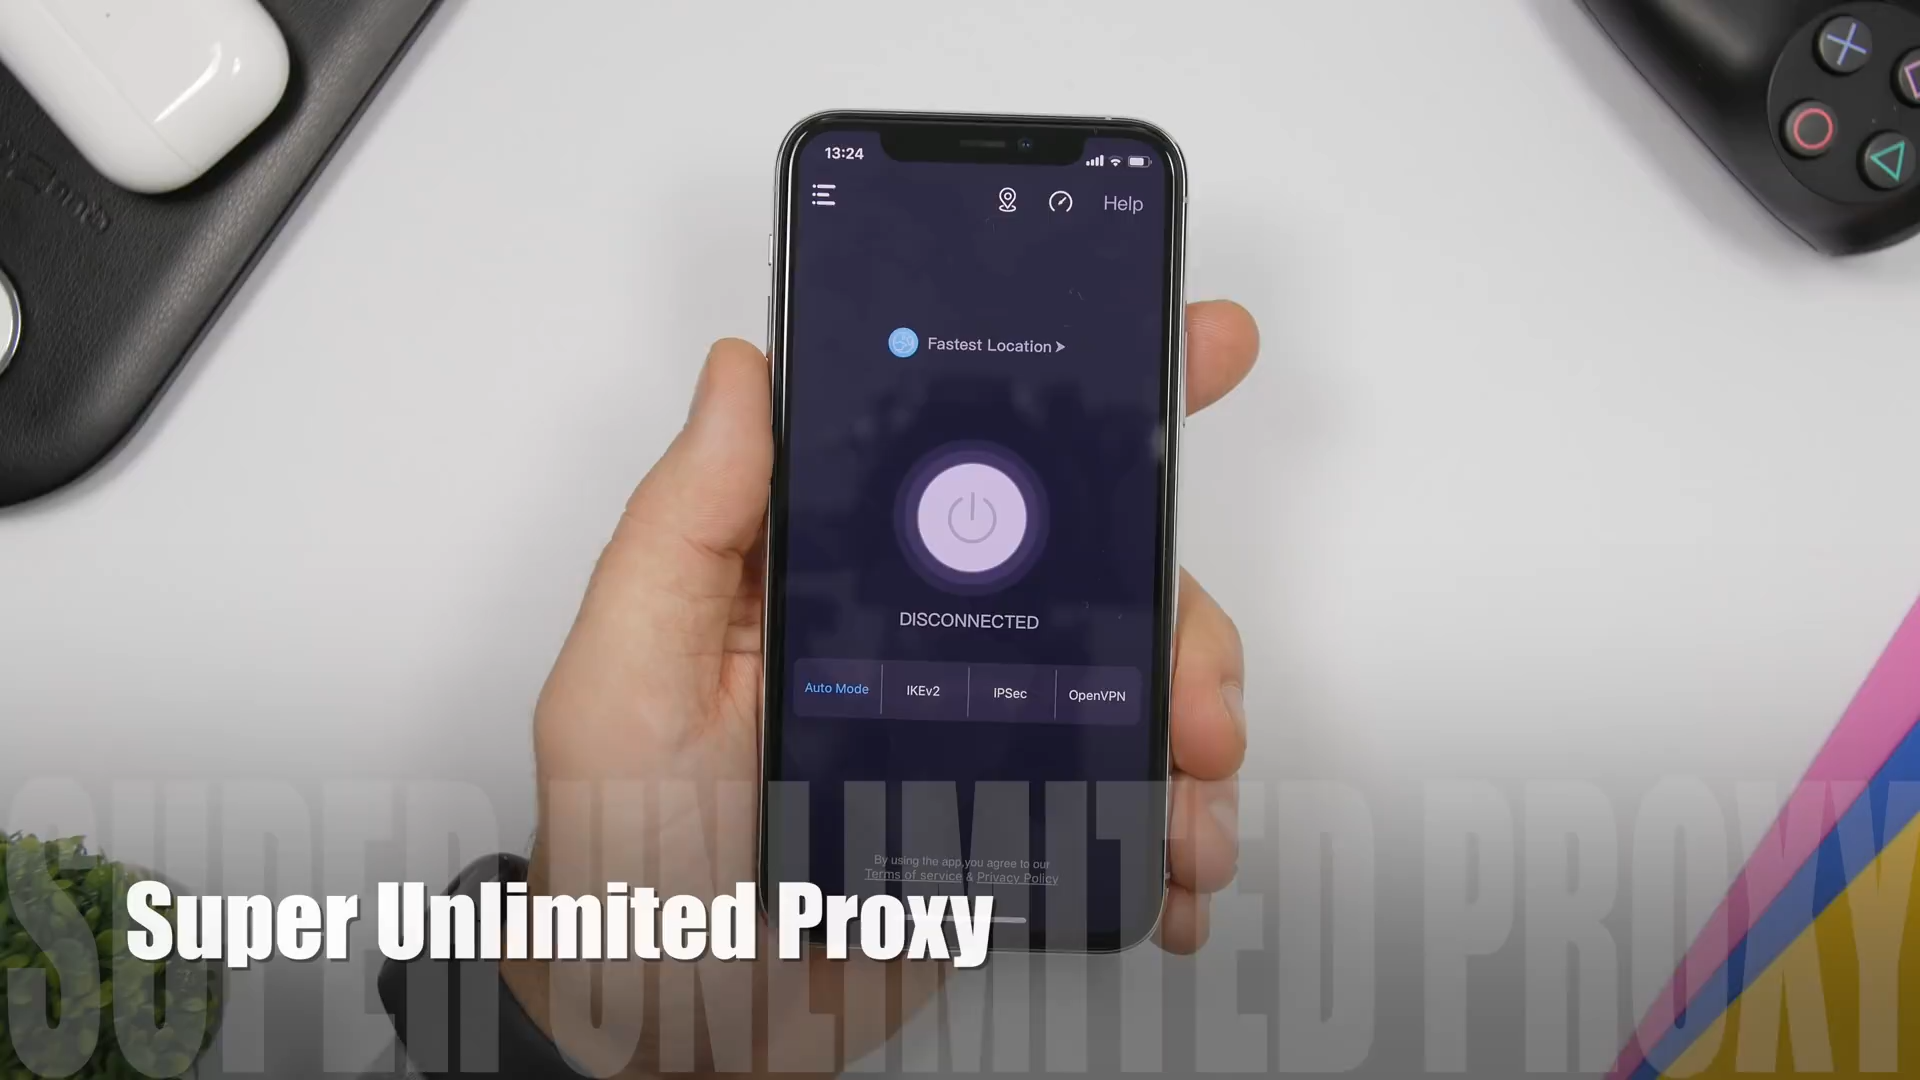 13:24
Help
Fastest Location
DISCONNECTED
Auto Mode
IKEv2
IPSec
OpenVPN
By using the app,you agree to our
Terms of service & Privacy Policy
SUPER UNLIMITED PROXY
Super Unlimited Proxy